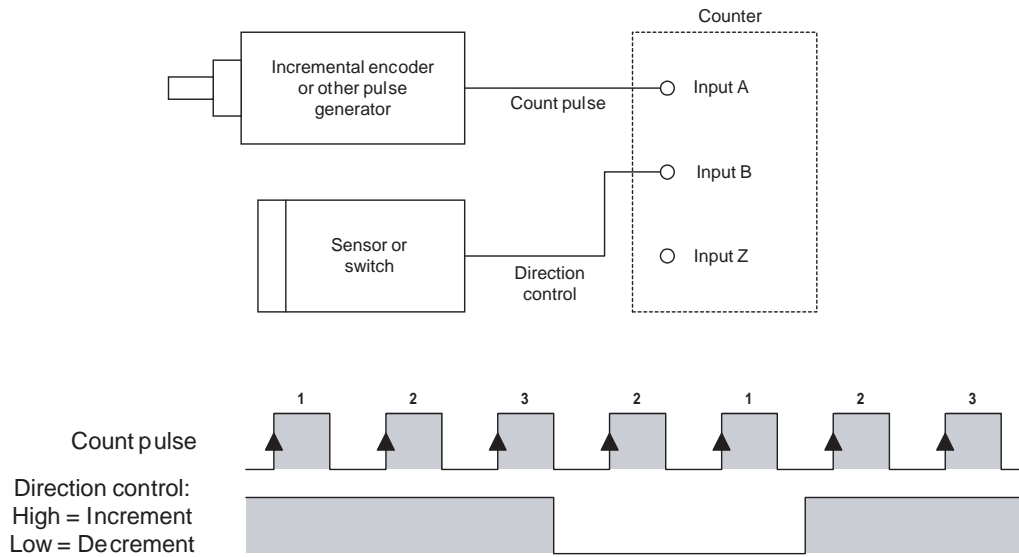 Counter
Incremental encoder
or other pulse
generator
Count pulse
Input A
Input B
Sensor or
switch
Direction
control
Input Z
1 2 3 2 1 2 3
Count pulse
Direction control:
High = Increment
Low = Decrement